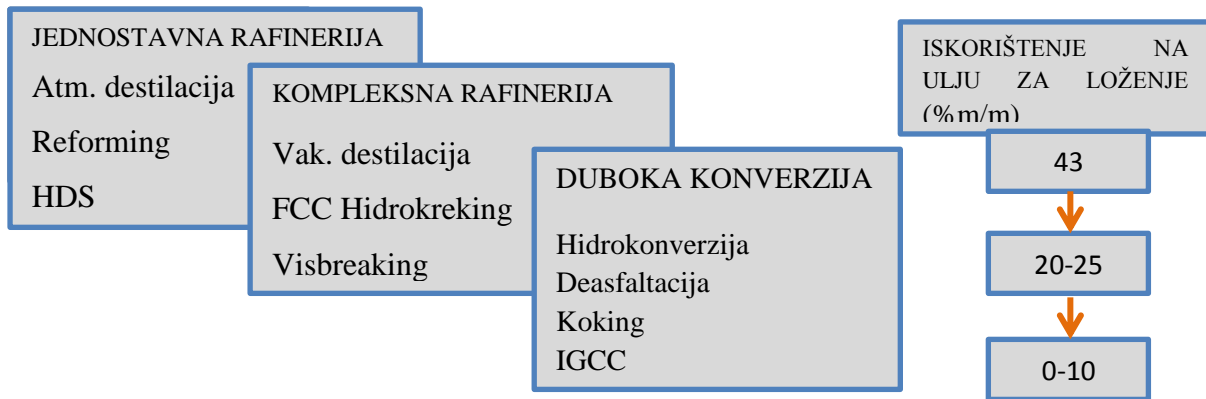 JEDNOSTAVNA RAFINERIJA
Atm. destilacija
Reforming
HDS
KOMPLEKSNA RAFINERIJA
Vak. destilacija
FCC Hidrokreking
Visbreaking
DUBOKA KONVERZIJA
Hidrokonverzija
Deasfaltacija
Koking
IGCC
ISKORIŠTENJE NA
ULJU ZA LOŽENJE
(%m/m)
43
20-25
0-10